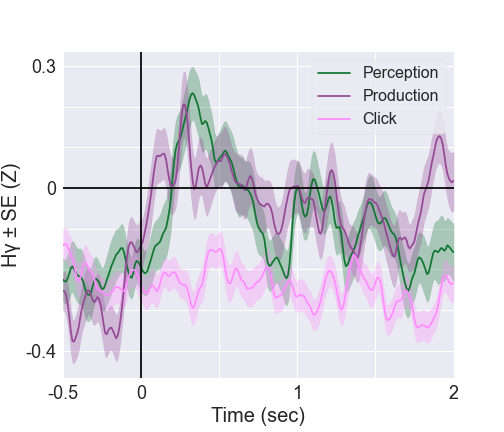 Perception
Production
Click
0.3
0
-0.4
Hγ ± SE (Z)
-0.5
0
1
2
Time (sec)